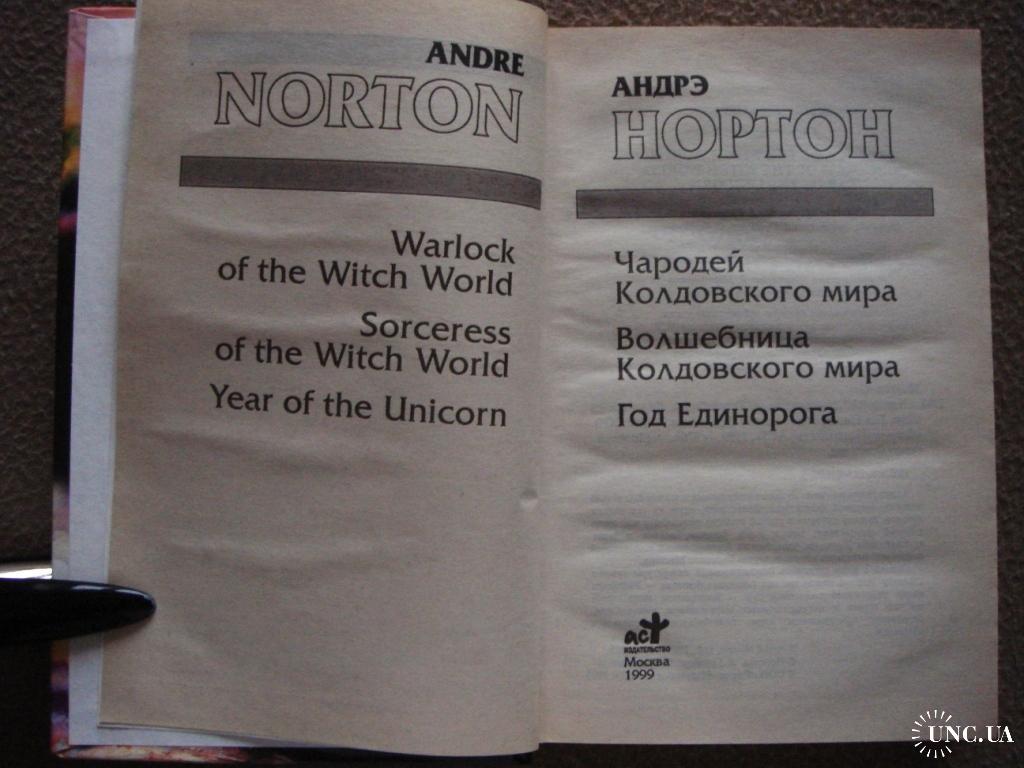 ANDRE
NORTON
Warlock
of the Witch World
Sorceress
of the Witch World
Year of the Unicorn
АНДРЭ
НОРТОН
Чародей
Колдовского мира
Волшебница
Колдовского мира
Год Единорога
аст
ИЗДАТЕЛЬСТВО
Москва
1999
UNC.UA